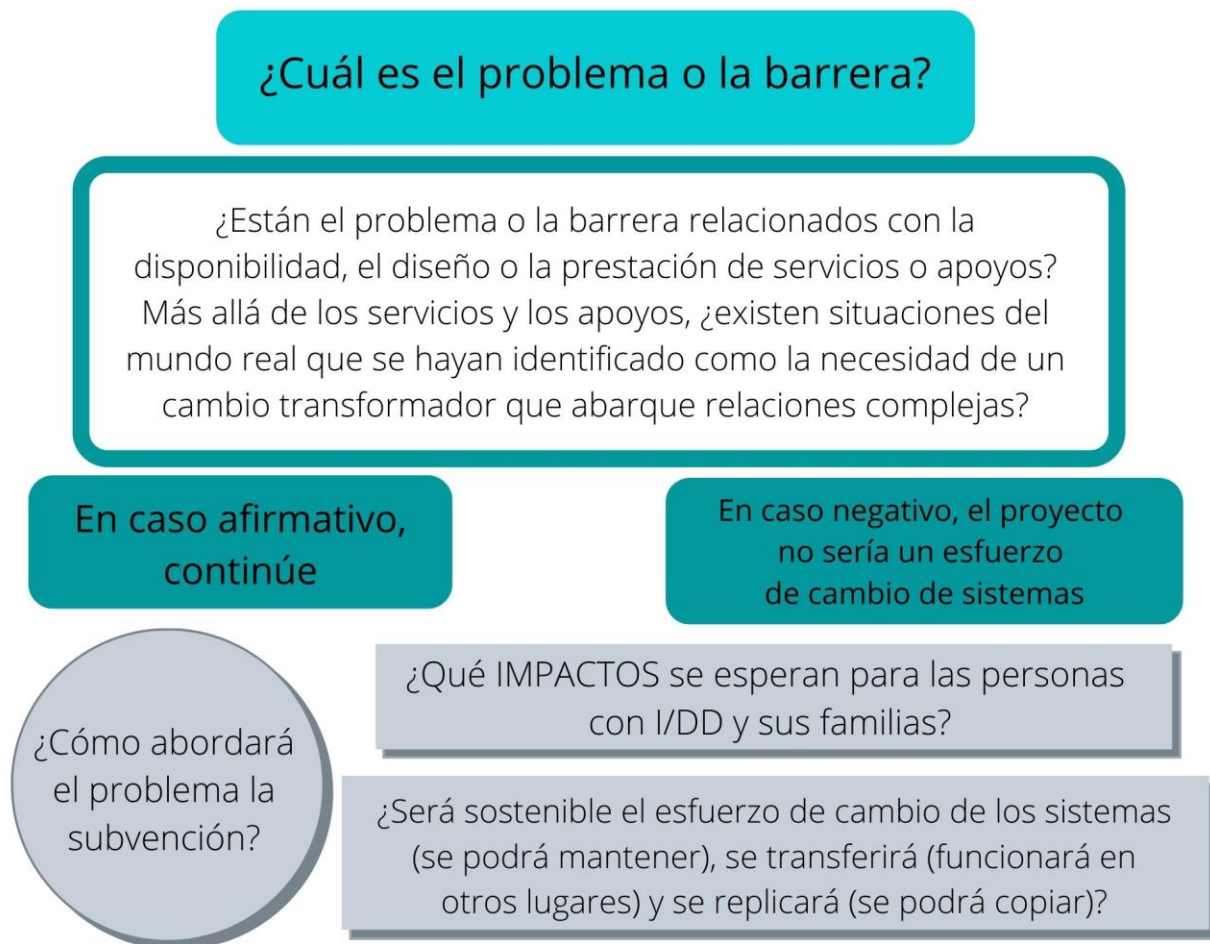 ¿Cuál es el problema o la barrera?
¿Están el problema o la barrera relacionados con la
disponibilidad, el diseño o la prestación de servicios o apoyos?
Más allá de los servicios y los apoyos, ¿existen situaciones del
mundo real que se hayan identificado como la necesidad de un
cambio transformador que abarque relaciones complejas?
En caso afirmativo,
continúe
En caso negativo, el proyecto
no sería un esfuerzo
de cambio de sistemas
¿Cómo abordará
el problema la
subvención?
¿Qué IMPACTOS se esperan para las personas
con I/DD y sus familias?
¿Será sostenible el esfuerzo de cambio de los sistemas
(se podrá mantener), se transferirá (funcionará en
otros lugares) y se replicará (se podrá copiar)?